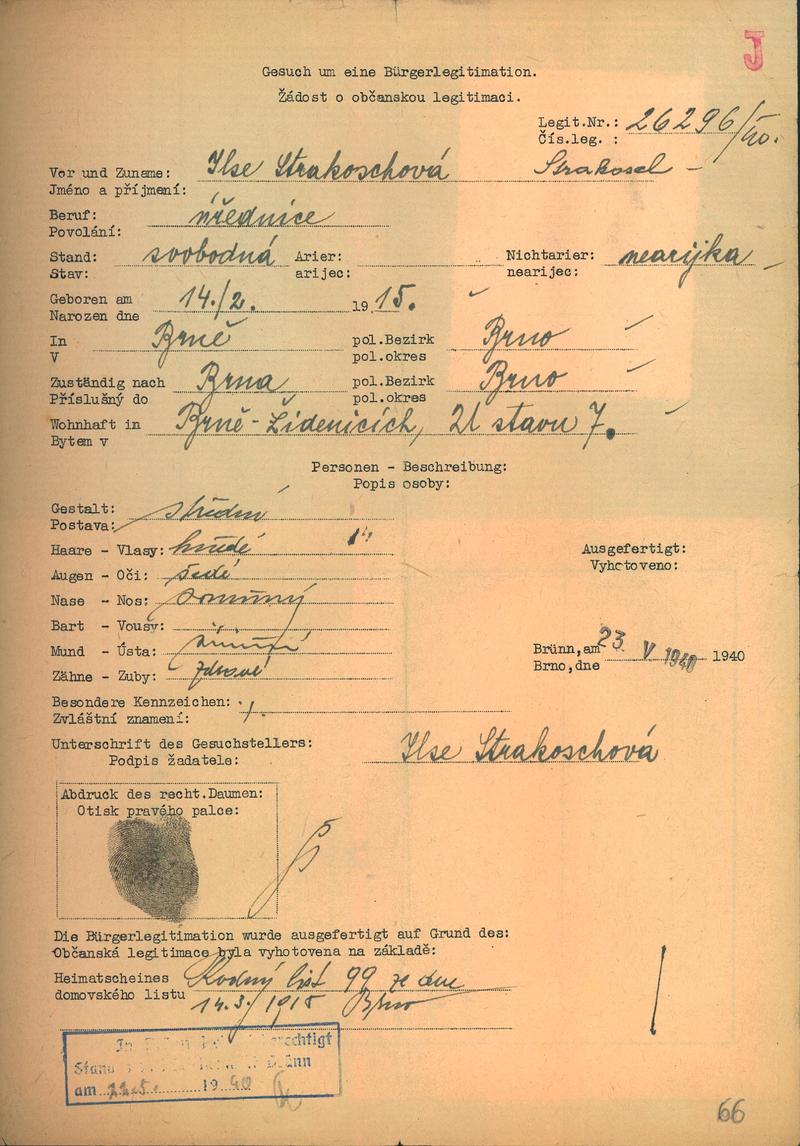 J
Gesuch um eine Bürgerlegitimation.
Žádost o občanskou legitimaci.
Legit.Nr.: 26296/40.
Čís.leg. :
Vor und Zuname: Ilse Strakoschová Strakosch
Jméno a příjmení:
Beruf: úřednice
Povolání:
Stand: svobodná Arier: Nichtarier: nearijka
Stav: arijec: nearijec:
Geboren am 14./2. 1915.
Narozen dne
In Brně pol.Bezirk Brno
V pol.okres
Zuständig nach Brna pol.Bezirk Brno
Příslušný do pol.okres
Wohnhaft in Brně-Židenicích, U stavu 7.
Bytem v
Personen - Beschreibung:
Popis osoby:
Gestalt: střední
Postava:
Haare - Vlasy: hnědé
Ausgefertigt:
Vyhotoveno:
Augen - Oči: šedé
Nase - Nos: souměrný
Bart - Vousy:
Mund - Ústa:
Brünn,am 23 V 1940 1940
Brno,dne
Zähne - Zuby: zdravé
Besondere Kennzeichen:
Zvláštní znamení:
Unterschrift des Gesuchstellers: Ilse Strakoschová
Podpis žadatele:
Abdruck des recht.Daumen:
Otisk pravého palce:
Die Bürgerlegitimation wurde ausgefertigt auf Grund des:
Občanská legitimace byla vyhotovena na základě:
Heimatscheines Rodný list 99 ze dne
domovského listu 14.3./1915 Brno
am 22.5. 1940
66